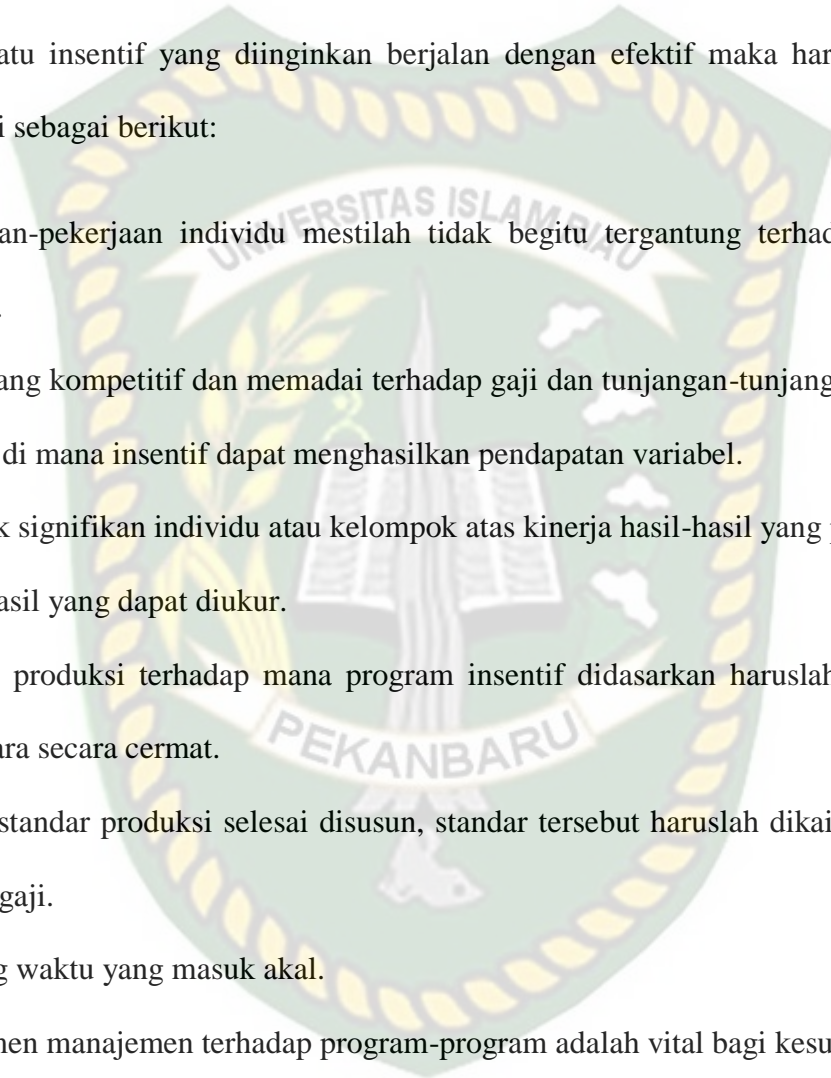 atu insentif yang diinginkan berjalan dengan efektif maka har
i sebagai berikut:
UNIVERSITAS ISLAM RIAU
an-pekerjaan individu mestilah tidak begitu tergantung terhad
.
ang kompetitif dan memadai terhadap gaji dan tunjangan-tunjang
di mana insentif dapat menghasilkan pendapatan variabel.
k signifikan individu atau kelompok atas kinerja hasil-hasil yang
asil yang dapat diukur.
produksi terhadap mana program insentif didasarkan haruslah
ara secara cermat.
PEKANBARU
standar produksi selesai disusun, standar tersebut haruslah dikai
gaji.
g waktu yang masuk akal.
nen manajemen terhadap program-program adalah vital bagi kesu